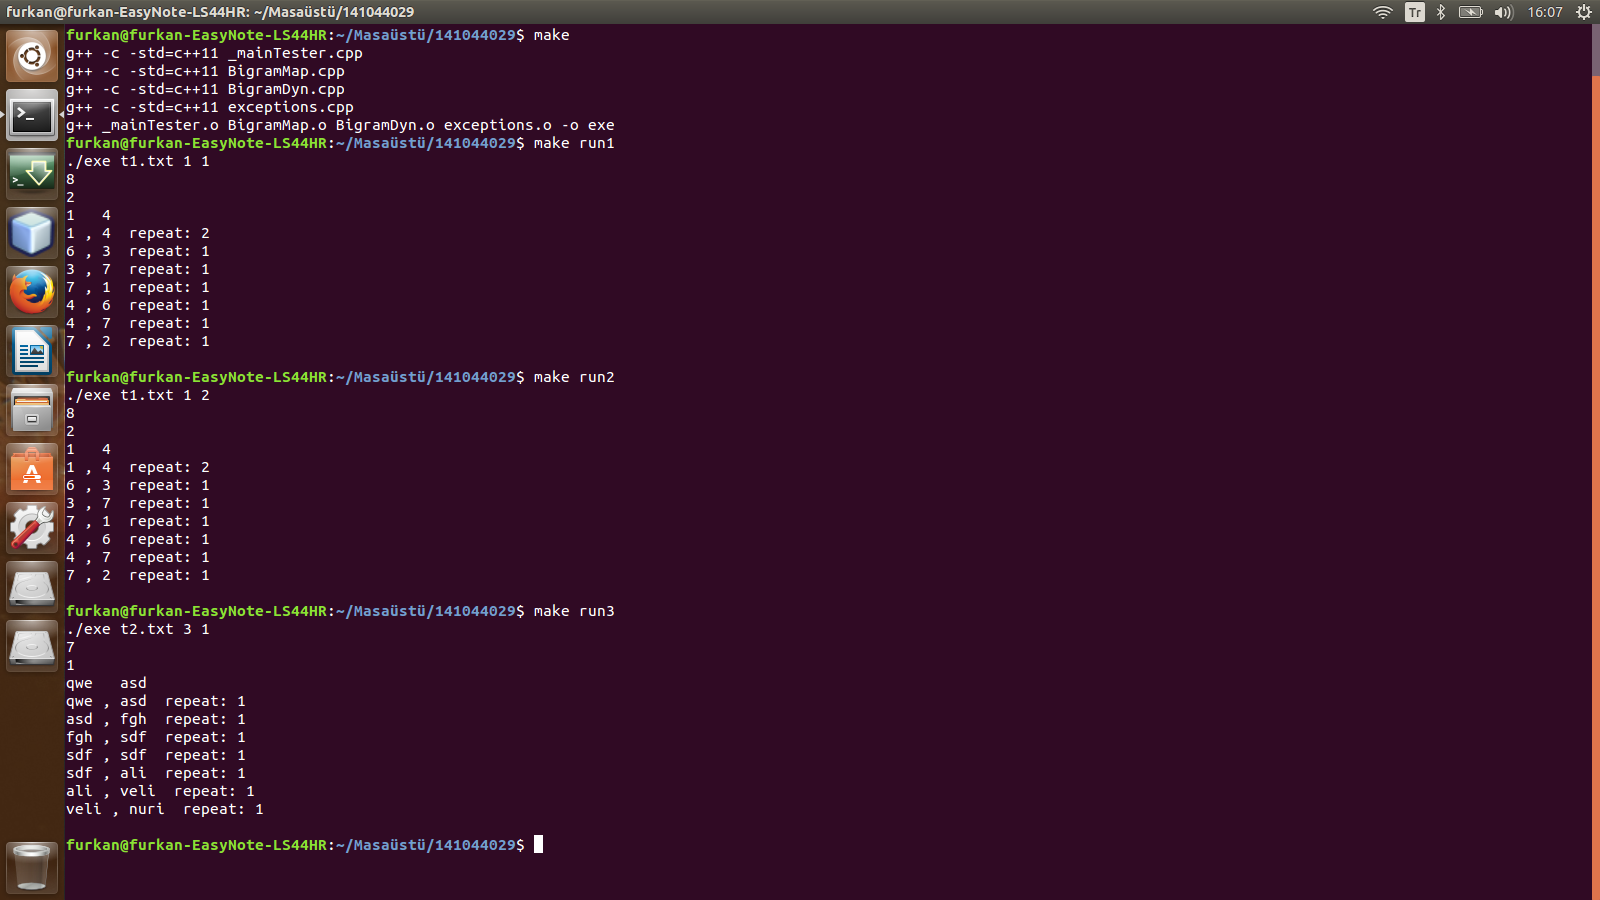 furkan@furkan-EasyNote-LS44HR: ~/Masaüstü/141044029 Tr 16:07
furkan@furkan-EasyNote-LS44HR:~/Masaüstü/141044029$ make
g++ -c -std=c++11 _mainTester.cpp
g++ -c -std=c++11 BigramMap.cpp
g++ -c -std=c++11 BigramDyn.cpp
g++ -c -std=c++11 exceptions.cpp
g++ _mainTester.o BigramMap.o BigramDyn.o exceptions.o -o exe
furkan@furkan-EasyNote-LS44HR:~/Masaüstü/141044029$ make run1
./exe t1.txt 1 1
8
2
1   4
1 , 4  repeat: 2
6 , 3  repeat: 1
3 , 7  repeat: 1
7 , 1  repeat: 1
4 , 6  repeat: 1
4 , 7  repeat: 1
7 , 2  repeat: 1
furkan@furkan-EasyNote-LS44HR:~/Masaüstü/141044029$ make run2
./exe t1.txt 1 2
8
2
1   4
1 , 4  repeat: 2
6 , 3  repeat: 1
3 , 7  repeat: 1
7 , 1  repeat: 1
4 , 6  repeat: 1
4 , 7  repeat: 1
7 , 2  repeat: 1
furkan@furkan-EasyNote-LS44HR:~/Masaüstü/141044029$ make run3
./exe t2.txt 3 1
7
1
qwe   asd
qwe , asd  repeat: 1
asd , fgh  repeat: 1
fgh , sdf  repeat: 1
sdf , sdf  repeat: 1
sdf , ali  repeat: 1
ali , veli  repeat: 1
veli , nuri  repeat: 1
furkan@furkan-EasyNote-LS44HR:~/Masaüstü/141044029$